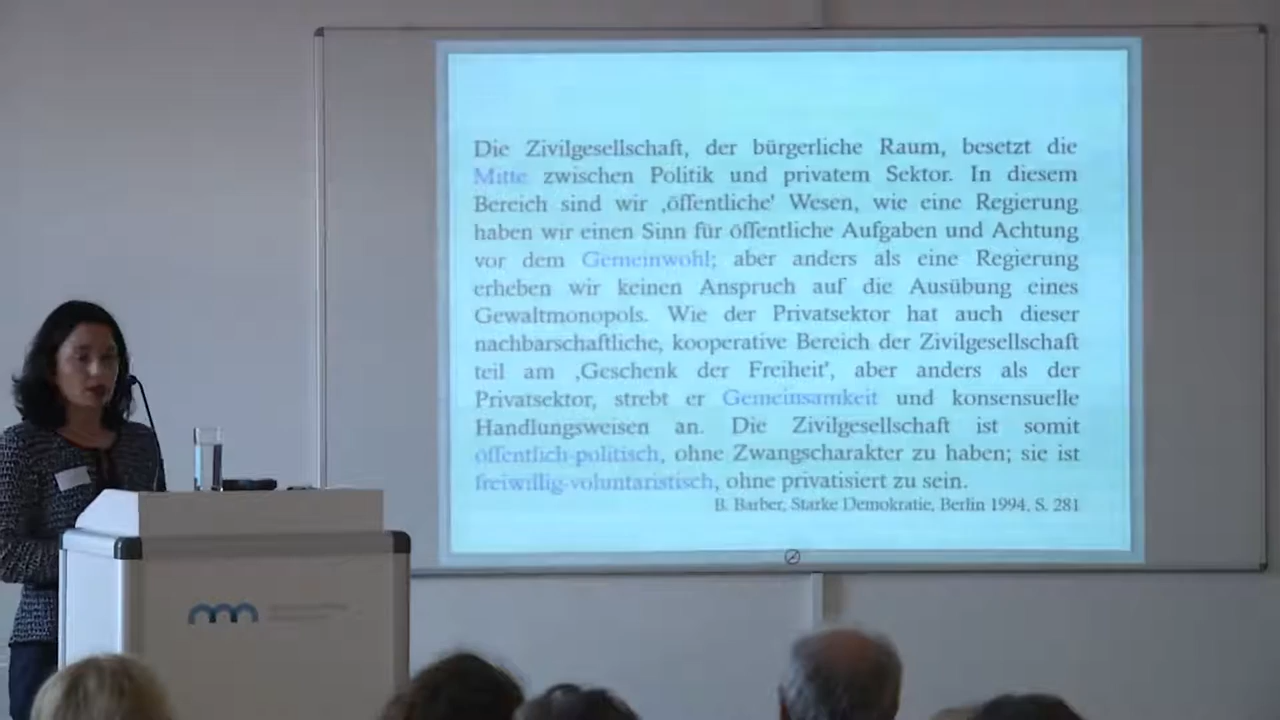 Die Zivilgesellschaft, der bürgerliche Raum, besetzt die
Mitte zwischen Politik und privatem Sektor. In diesem
Bereich sind wir ‚öffentliche' Wesen, wie eine Regierung
haben wir einen Sinn für öffentliche Aufgaben und Achtung
vor dem Gemeinwohl; aber anders als eine Regierung
erheben wir keinen Anspruch auf die Ausübung eines
Gewaltmonopols. Wie der Privatsektor hat auch dieser
nachbarschaftliche, kooperative Bereich der Zivilgesellschaft
teil am ‚Geschenk der Freiheit', aber anders als der
Privatsektor, strebt er Gemeinsamkeit und konsensuelle
Handlungsweisen an. Die Zivilgesellschaft ist somit
öffentlich-politisch, ohne Zwangscharakter zu haben; sie ist
freiwillig-voluntaristisch, ohne privatisiert zu sein.
B. Barber, Starke Demokratie, Berlin 1994, S. 281